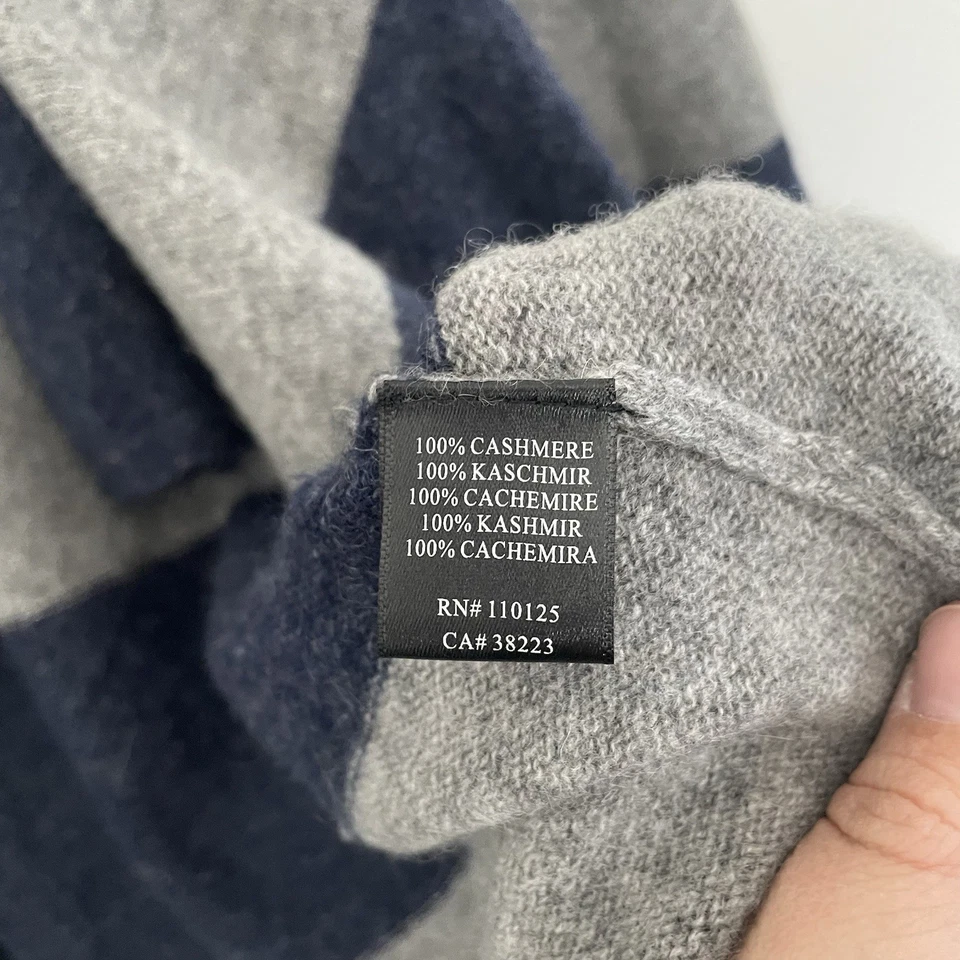 100% CASHMERE
100% KASCHMIR
100% CACHEMIRE
100% KASHMIR
100% CACHEMIRA
RN# 110125
CA# 38223